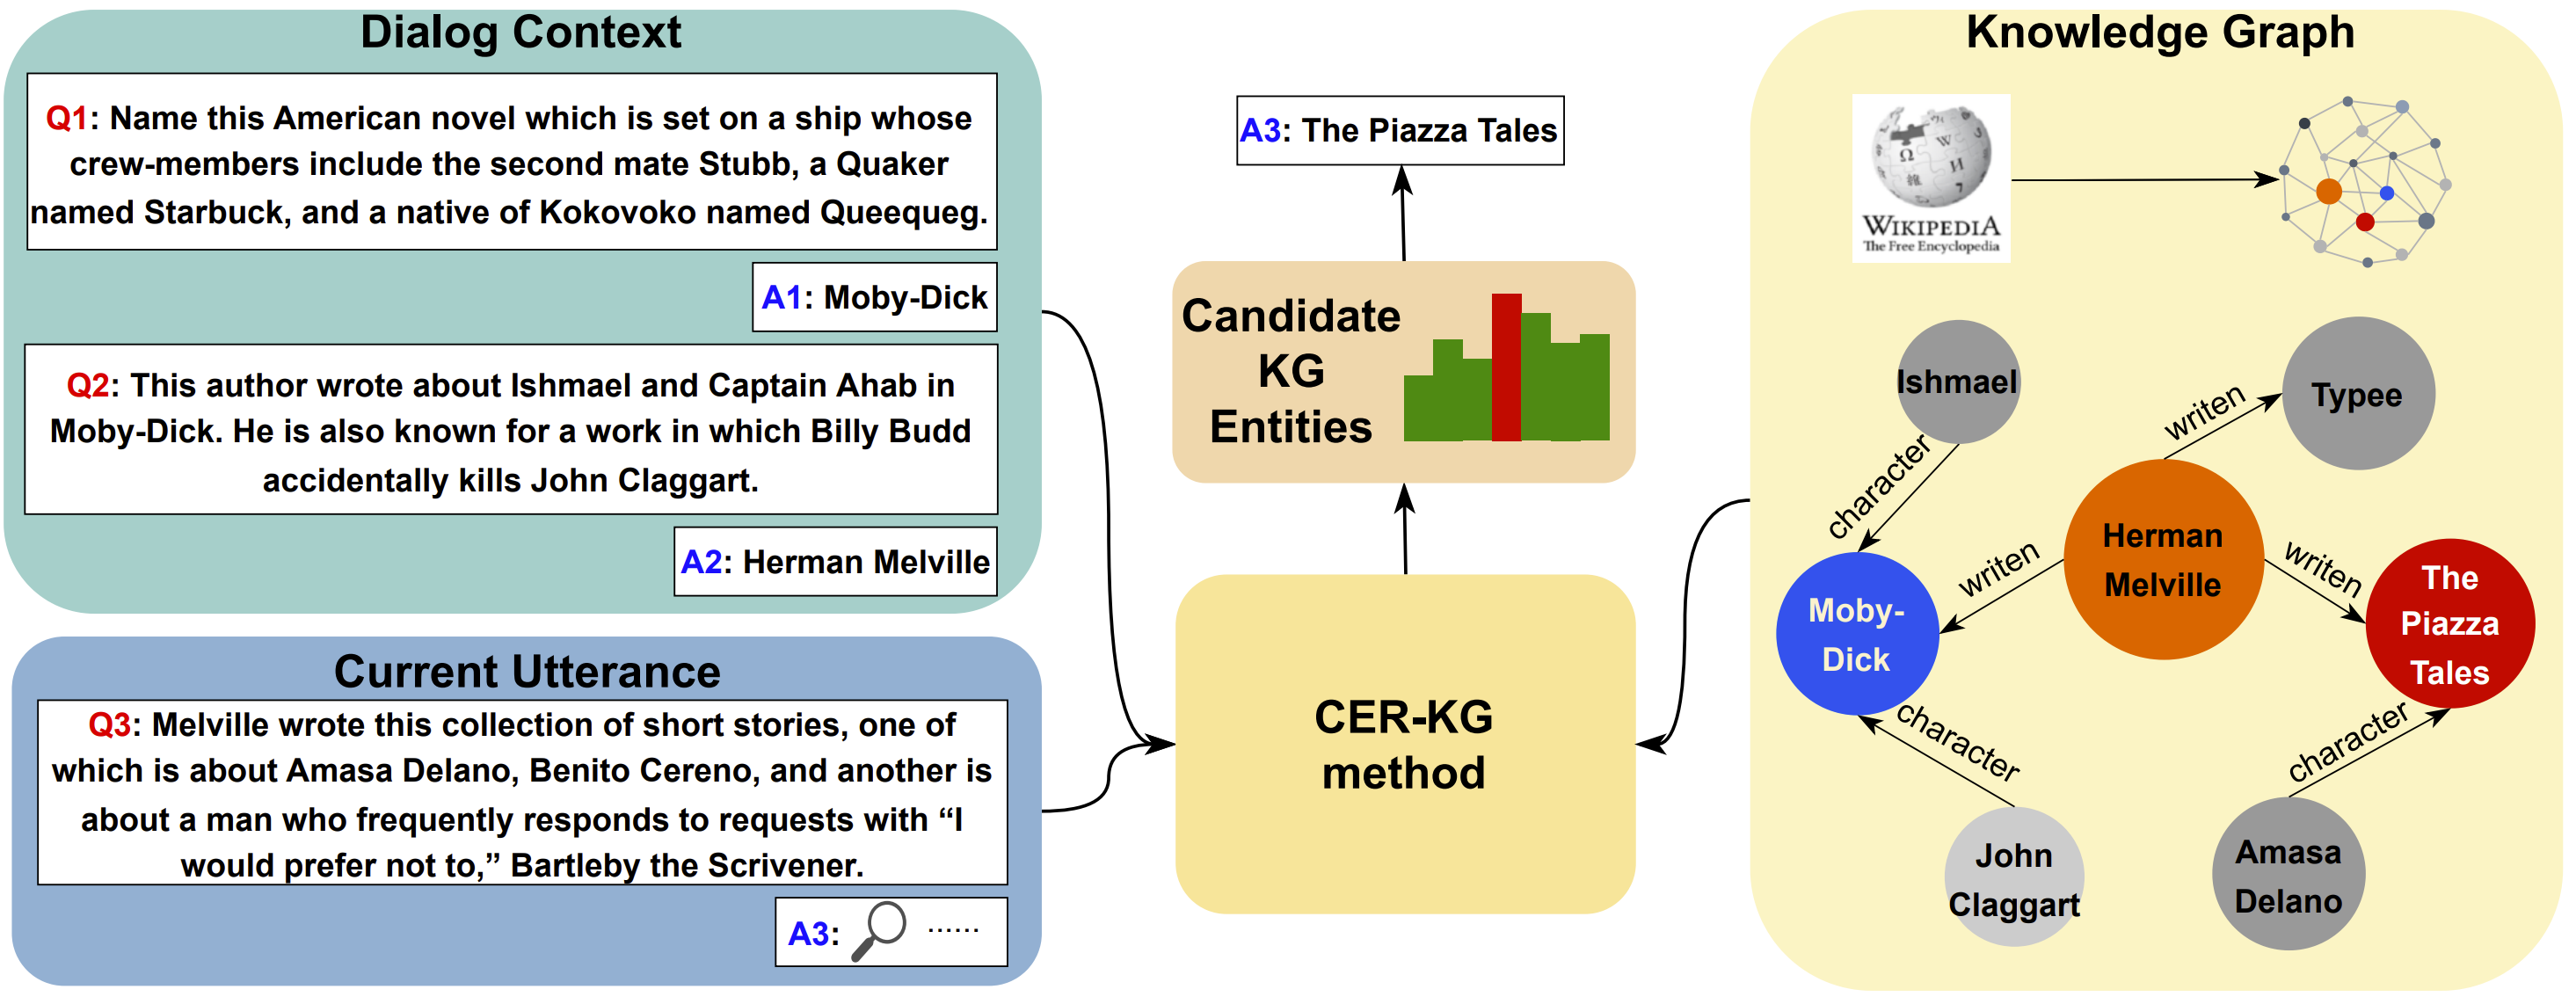 Dialog Context
Q1: Name this American novel which is set on a ship whose
crew-members include the second mate Stubb, a Quaker
named Starbuck, and a native of Kokovoko named Queequeg.
A1: Moby-Dick
Q2: This author wrote about Ishmael and Captain Ahab in
Moby-Dick. He is also known for a work in which Billy Budd
accidentally kills John Claggart.
A2: Herman Melville
Current Utterance
Q3: Melville wrote this collection of short stories, one of
which is about Amasa Delano, Benito Cereno, and another is
about a man who frequently responds to requests with “I
would prefer not to,” Bartleby the Scrivener.
A3: ......
A3: The Piazza Tales
Candidate
KG
Entities
CER-KG
method
Knowledge Graph
WIKIPEDIA
The Free Encyclopedia
Ishmael
Typee
writen
character
Herman
Melville
writen
writen
Moby-
Dick
The
Piazza
Tales
character
character
John
Claggart
Amasa
Delano